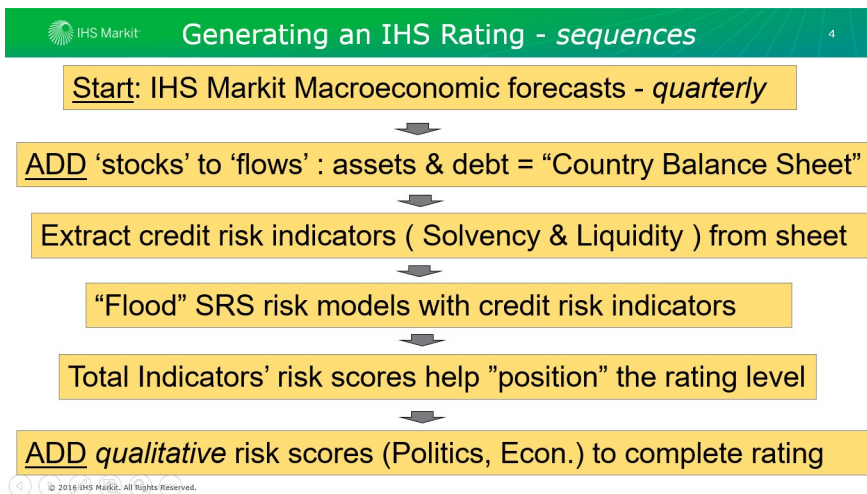 IHS Markit
Generating an IHS Rating - sequences
4
Start: IHS Markit Macroeconomic forecasts - quarterly
ADD ‘stocks’ to ‘flows’ : assets & debt = “Country Balance Sheet”
Extract credit risk indicators ( Solvency & Liquidity ) from sheet
“Flood” SRS risk models with credit risk indicators
Total Indicators’ risk scores help ”position” the rating level
ADD qualitative risk scores (Politics, Econ.) to complete rating
© 2016 IHS Markit. All Rights Reserved.